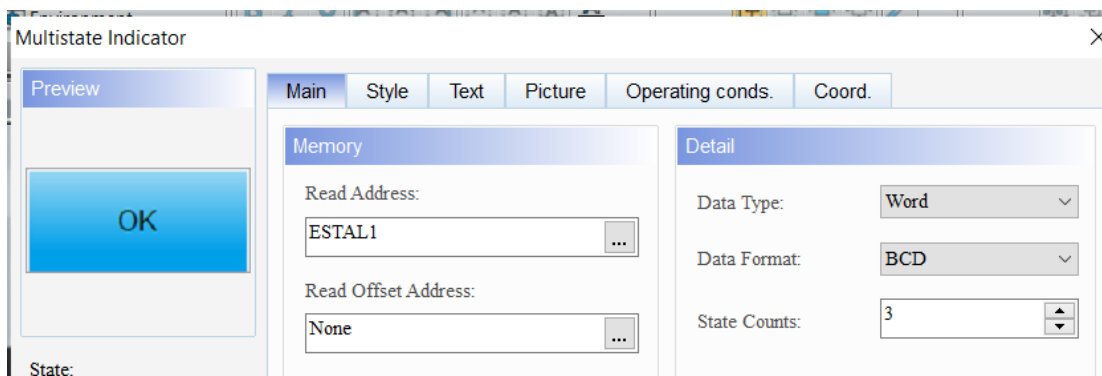 Environment
Multistate Indicator
Preview
OK
State:
Main Style Text Picture Operating conds. Coord.
Memory
Read Address:
ESTAL1
...
Read Offset Address:
None
...
Detail
Data Type: Word
Data Format: BCD
State Counts: 3